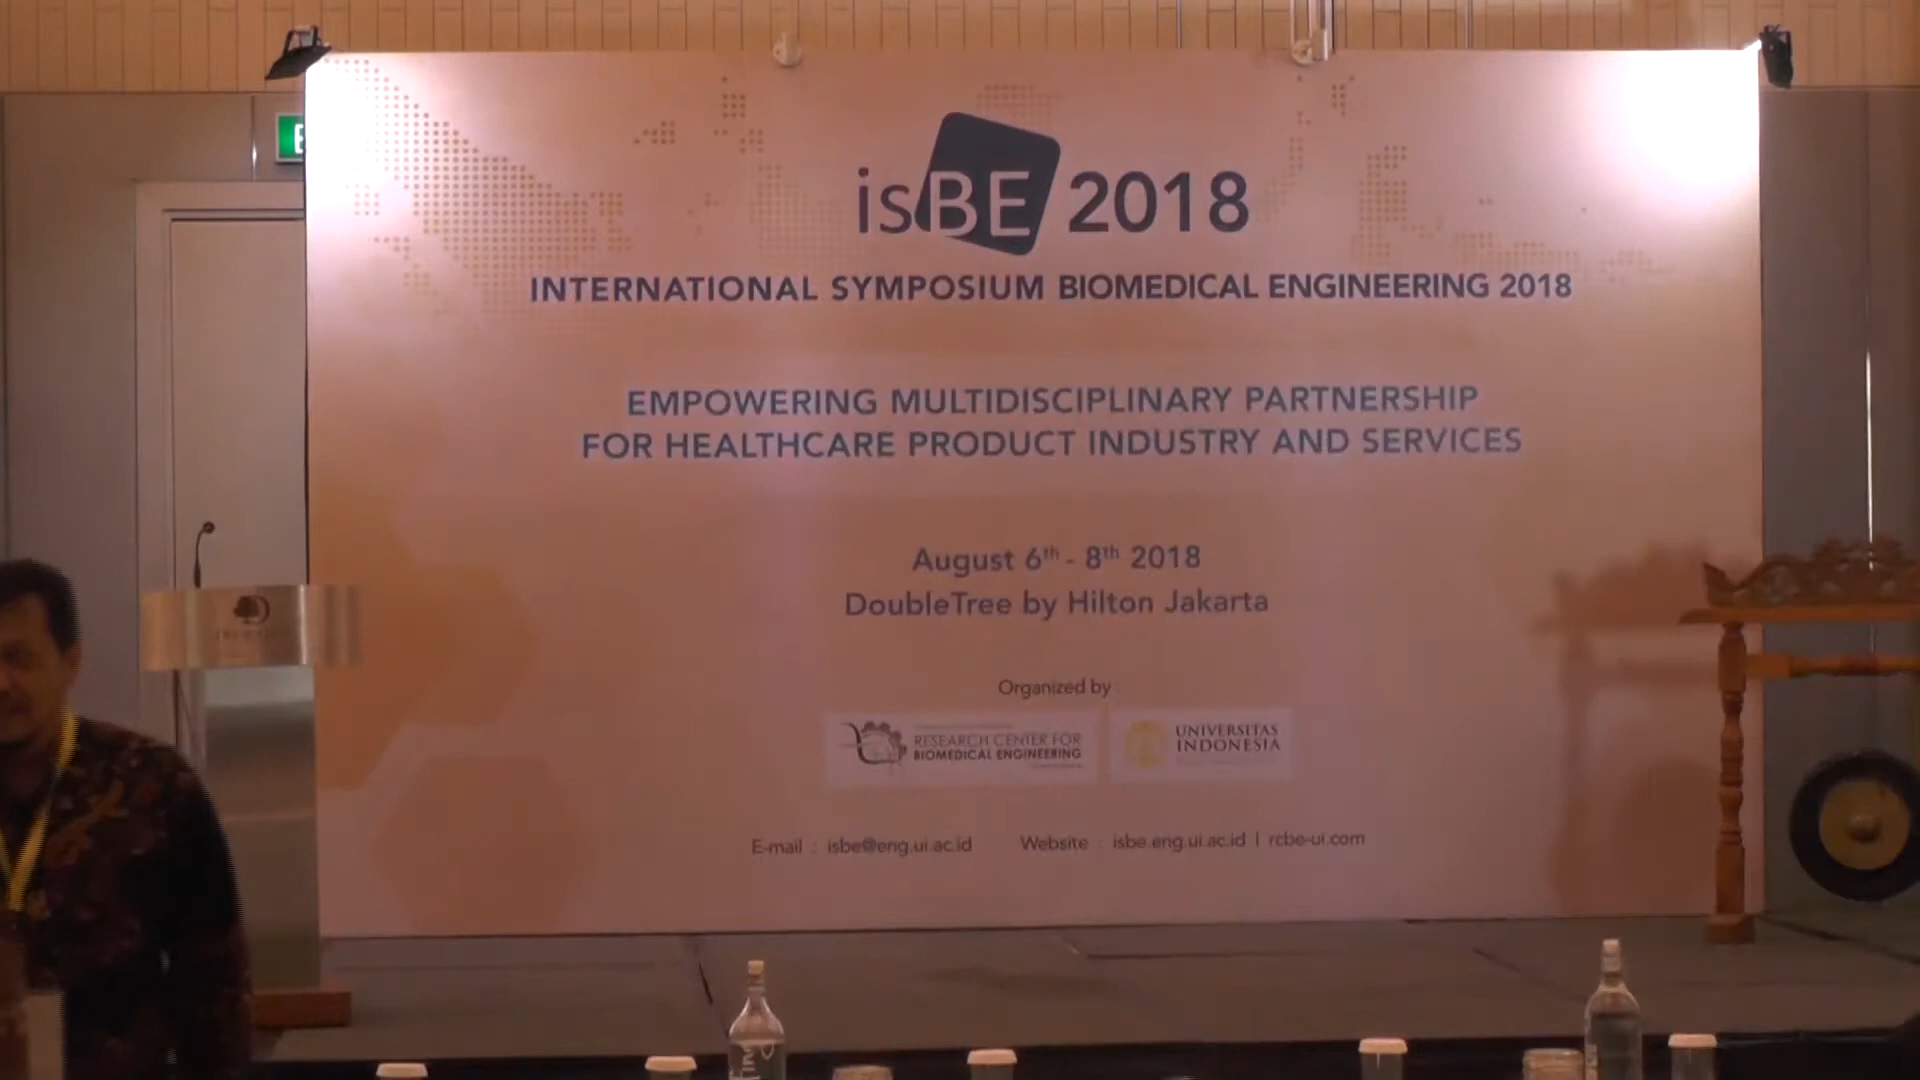 E
isBE 2018
INTERNATIONAL SYMPOSIUM BIOMEDICAL ENGINEERING 2018
EMPOWERING MULTIDISCIPLINARY PARTNERSHIP
FOR HEALTHCARE PRODUCT INDUSTRY AND SERVICES
August 6th - 8th 2018
DoubleTree by Hilton Jakarta
Organized by
RESEARCH CENTER FOR
BIOMEDICAL ENGINEERING
UNIVERSITAS
INDONESIA
E-mail : isbe@eng.ui.ac.id Website : isbe.eng.ui.ac.id | rcbe-ui.com